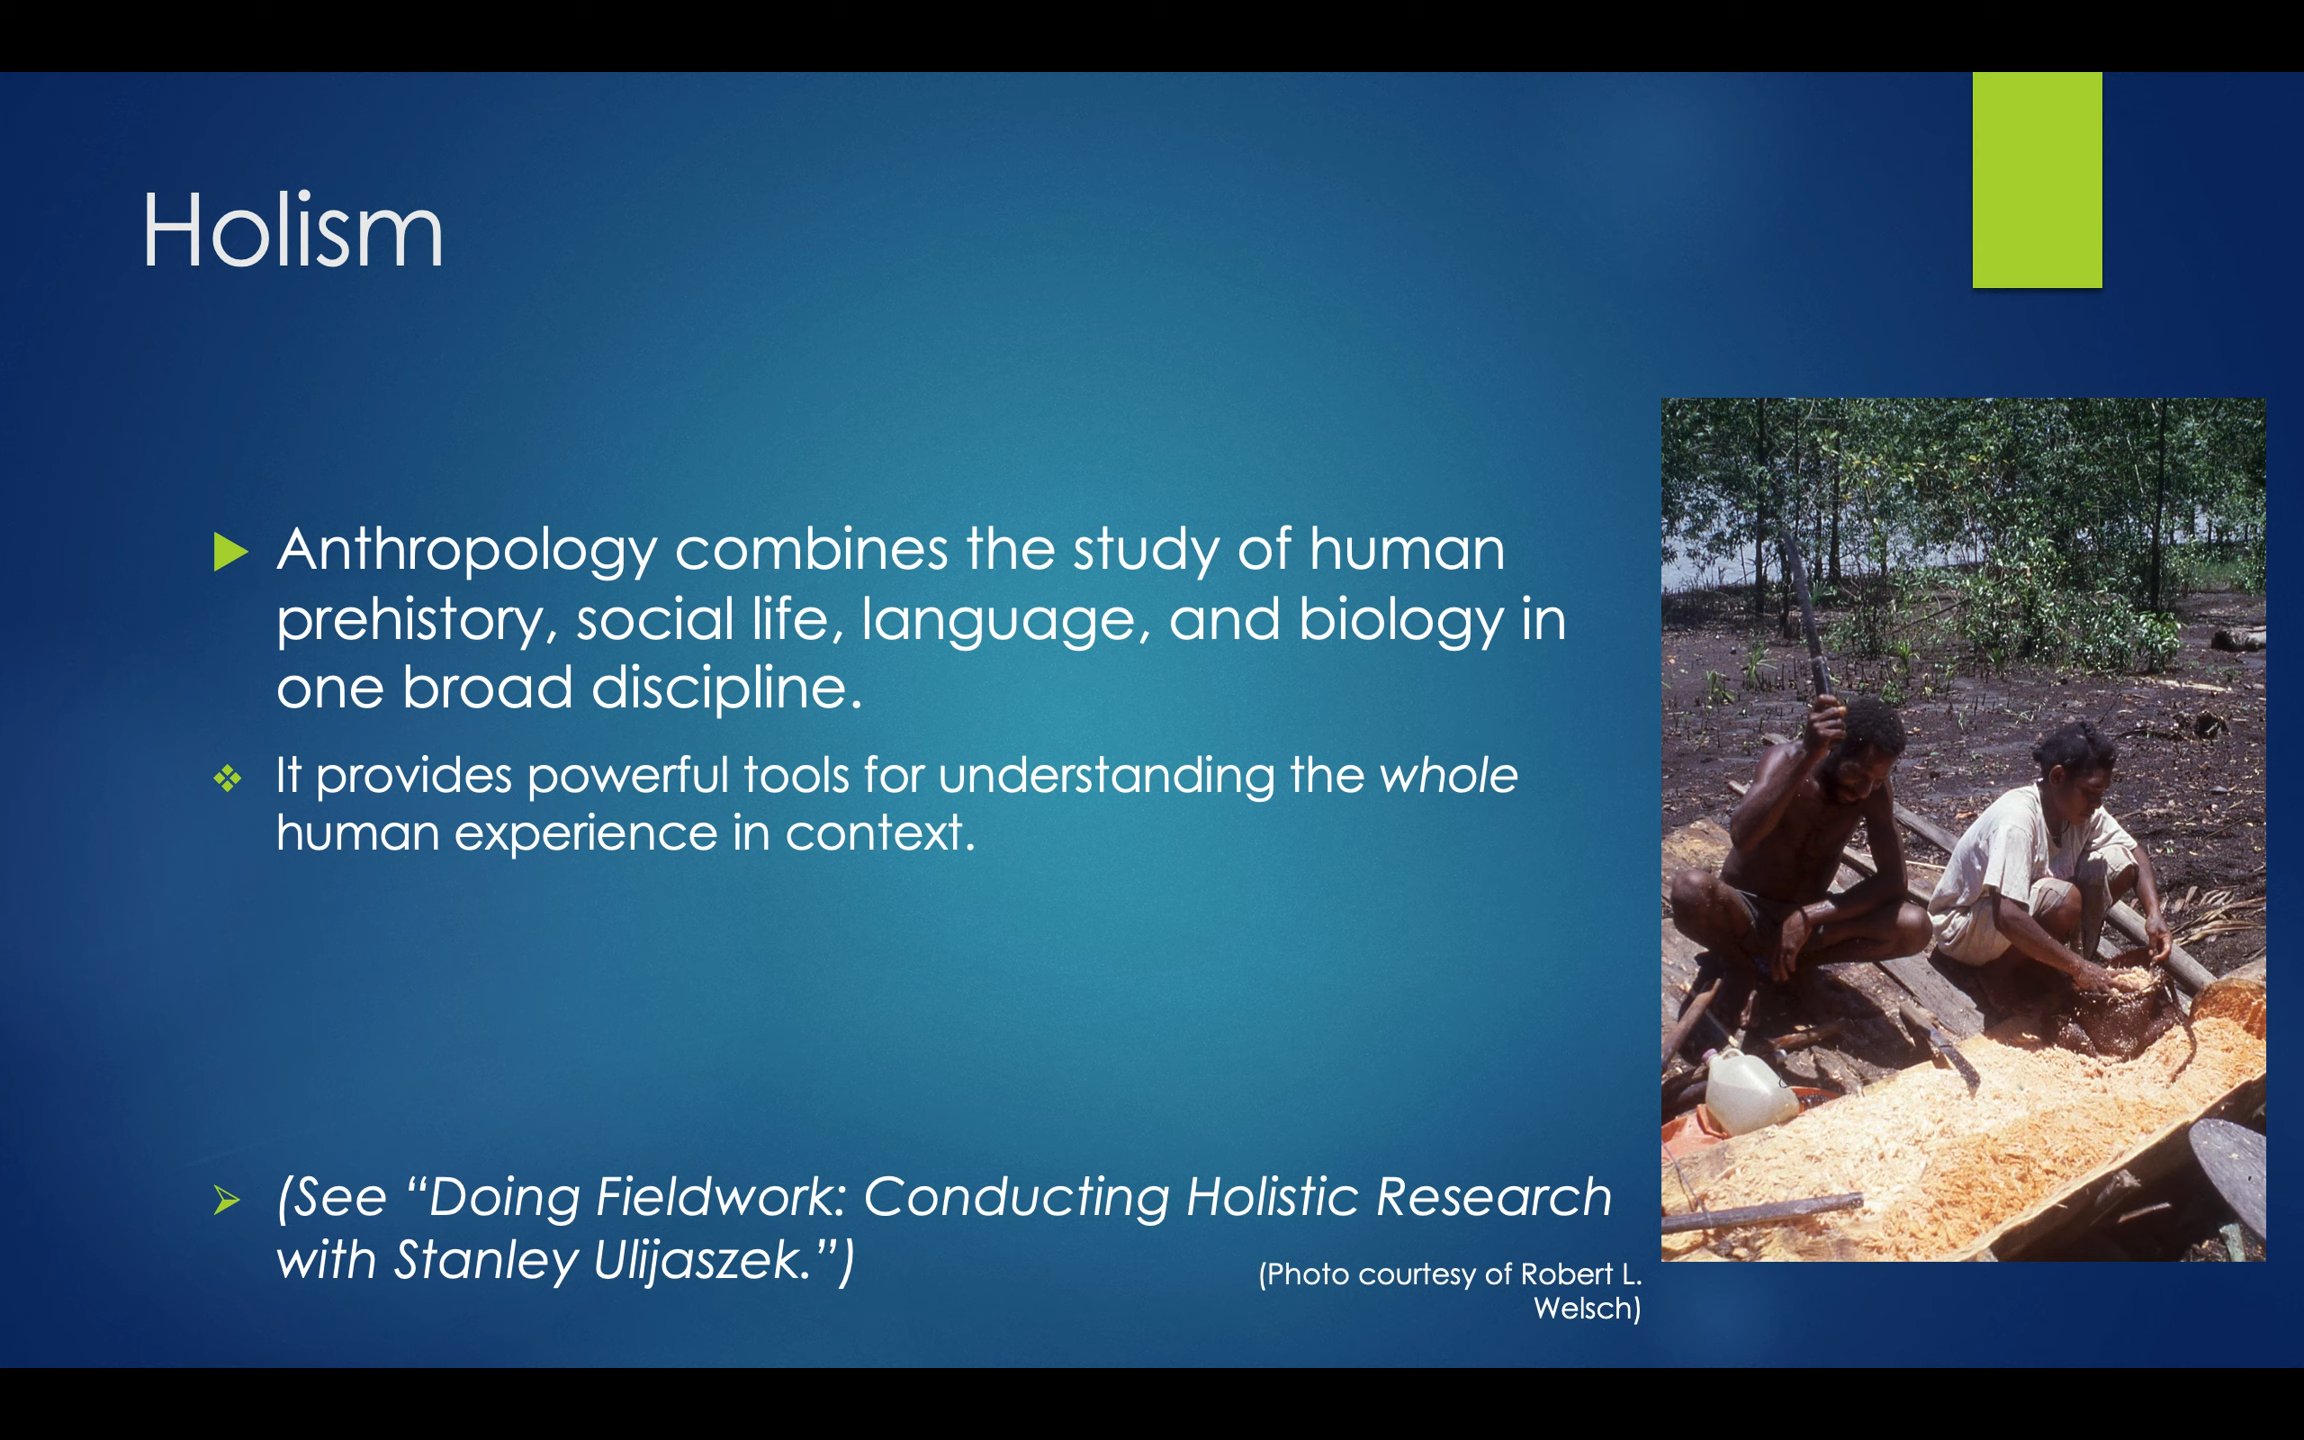 Holism
Anthropology combines the study of human
prehistory, social life, language, and biology in
one broad discipline.
It provides powerful tools for understanding the whole
human experience in context.
(See “Doing Fieldwork: Conducting Holistic Research
with Stanley Ulijaszek.”)
(Photo courtesy of Robert L.
Welsch)